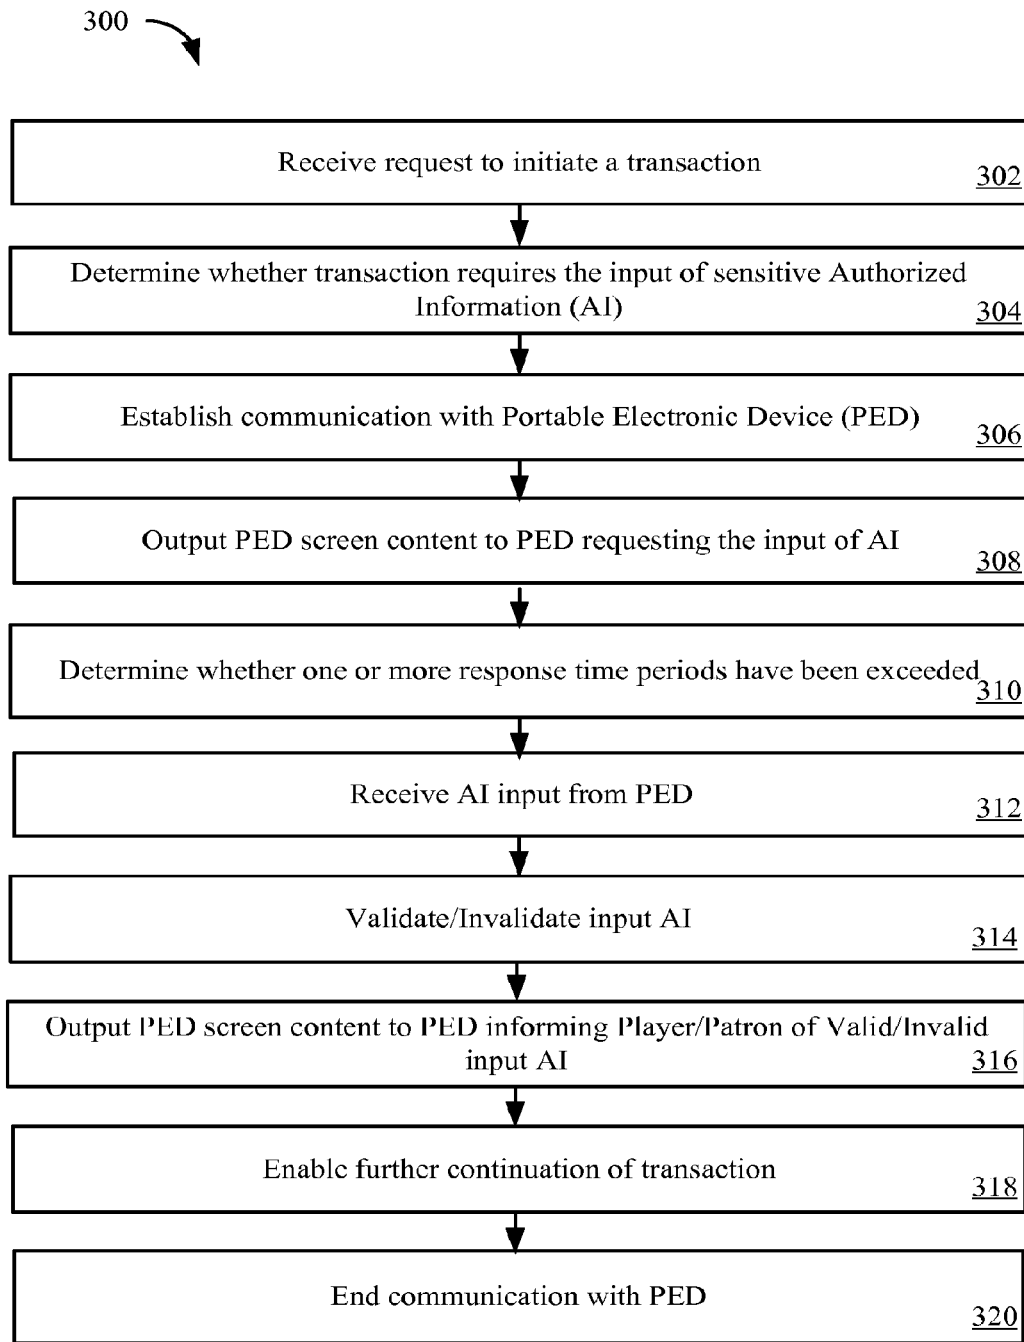 300
Receive request to initiate a transaction
302
Determine whether transaction requires the input of sensitive Authorized
Information (AI)
304
Establish communication with Portable Electronic Device (PED)
306
Output PED screen content to PED requesting the input of AI
308
Determine whether one or more response time periods have been exceeded
310
Receive AI input from PED
312
Validate/Invalidate input AI
314
Output PED screen content to PED informing Player/Patron of Valid/Invalid
input AI
316
Enable further continuation of transaction
318
End communication with PED
320